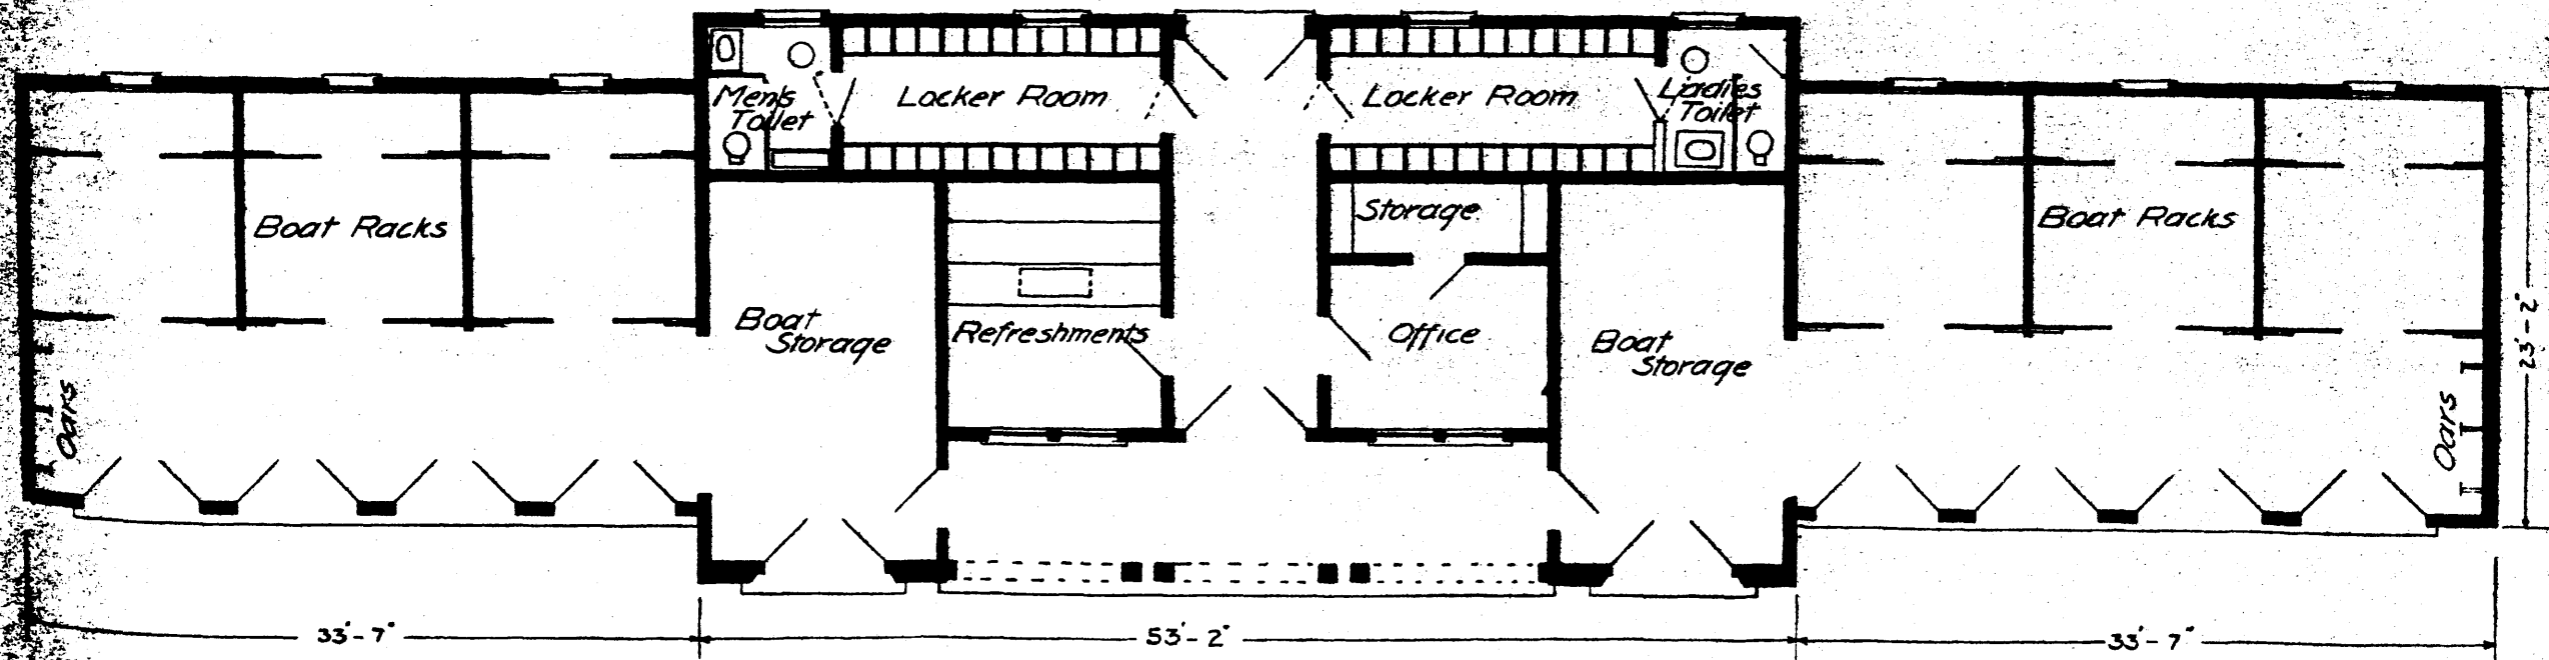 Men's
Toilet
Locker Room
Locker Room
Ladies
Toilet
Boat Racks
Storage
Boat Racks
Boat
Storage
Refreshments
Office
Boat
Storage
23'-2"
Oars
Oars
33'-7"
53'-2"
33'-7"